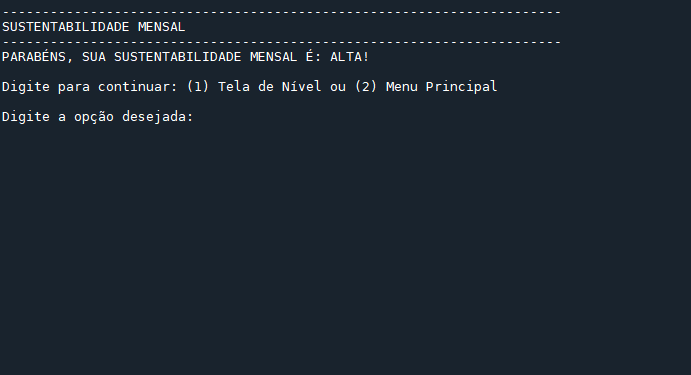 ----------------------------------------------------------------------
SUSTENTABILIDADE MENSAL
----------------------------------------------------------------------
PARABÉNS, SUA SUSTENTABILIDADE MENSAL É: ALTA!
Digite para continuar: (1) Tela de Nível ou (2) Menu Principal
Digite a opção desejada: